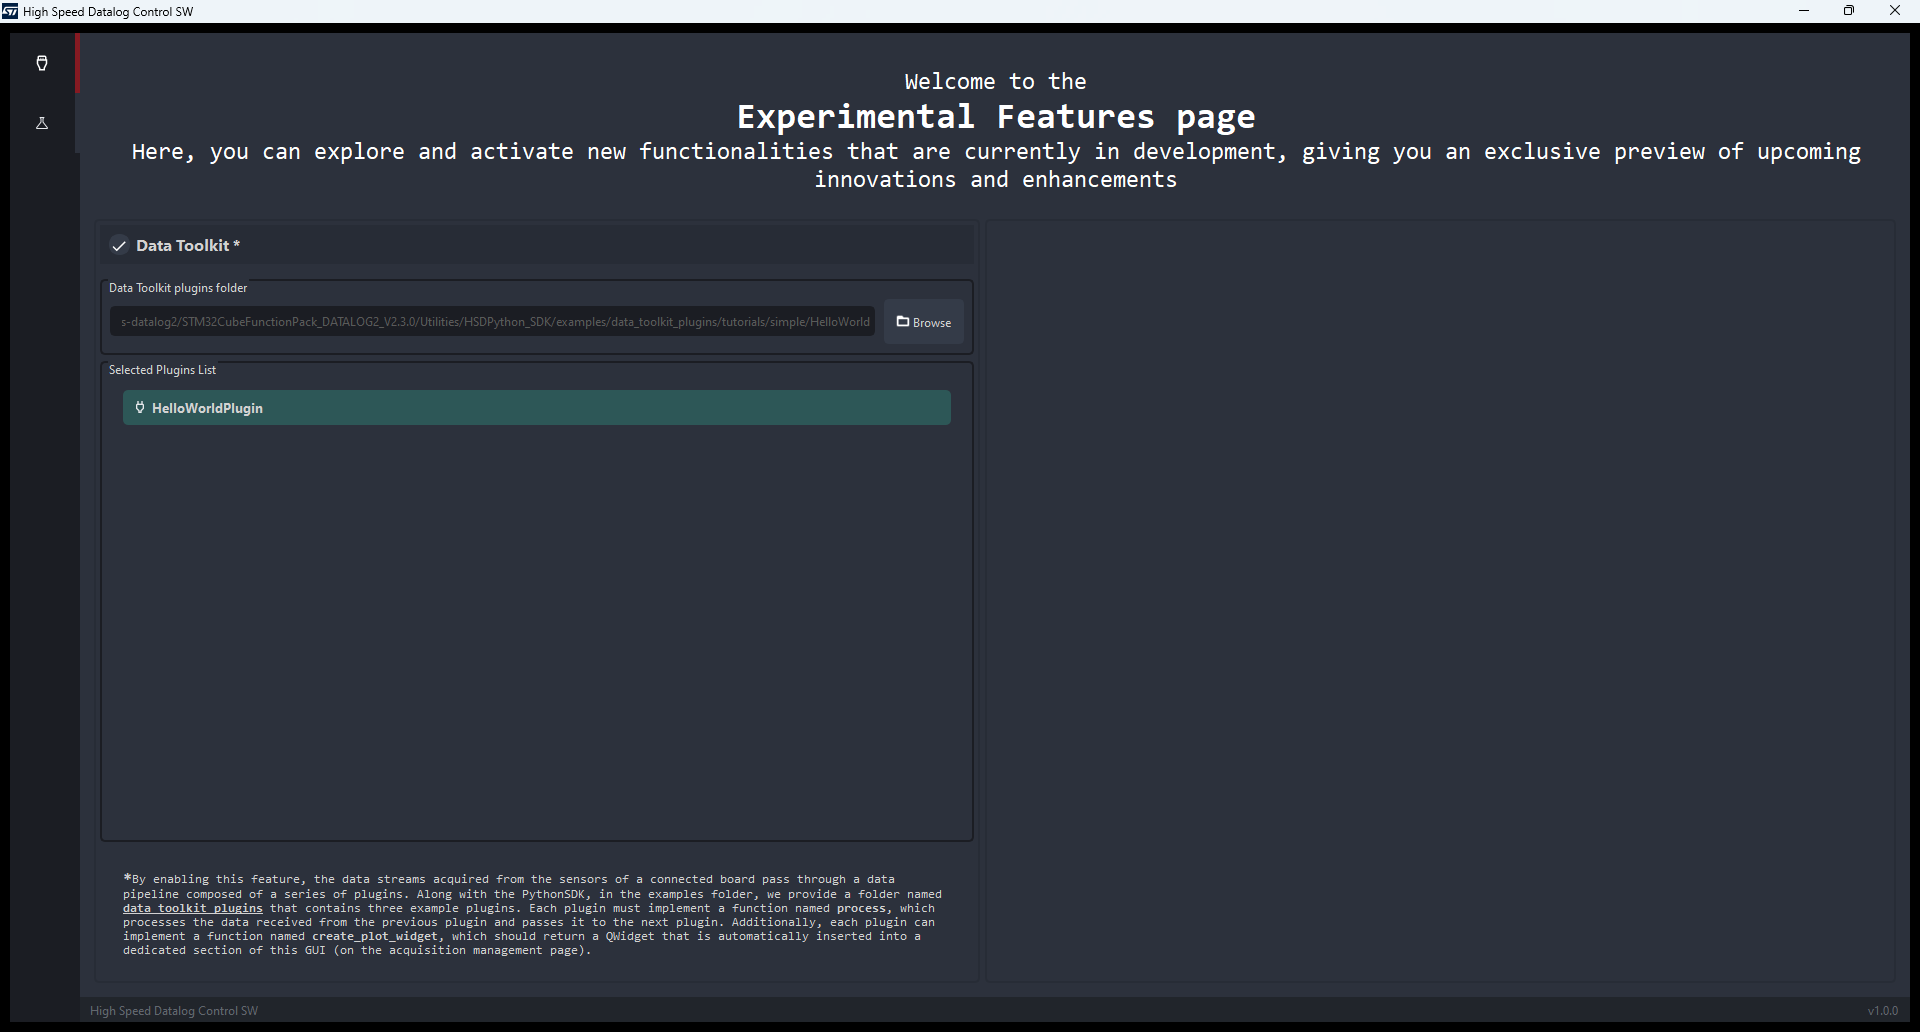 High Speed Datalog Control SW
Welcome to the
Experimental Features page
Here, you can explore and activate new functionalities that are currently in development, giving you an exclusive preview of upcoming
innovations and enhancements
Data Toolkit *
Data Toolkit plugins folder
s-datalog2/STM32CubeFunctionPack_DATALOG2_V2.3.0/Utilities/HSDPython_SDK/examples/data_toolkit_plugins/tutorials/simple/HelloWorld
Browse
Selected Plugins List
HelloWorldPlugin
*By enabling this feature, the data streams acquired from the sensors of a connected board pass through a data
pipeline composed of a series of plugins. Along with the PythonSDK, in the examples folder, we provide a folder named
data_toolkit_plugins that contains three example plugins. Each plugin must implement a function named process, which
processes the data received from the previous plugin and passes it to the next plugin. Additionally, each plugin can
implement a function named create_plot_widget, which should return a QWidget that is automatically inserted into a
dedicated section of this GUI (on the acquisition management page).
High Speed Datalog Control SW
v1.0.0